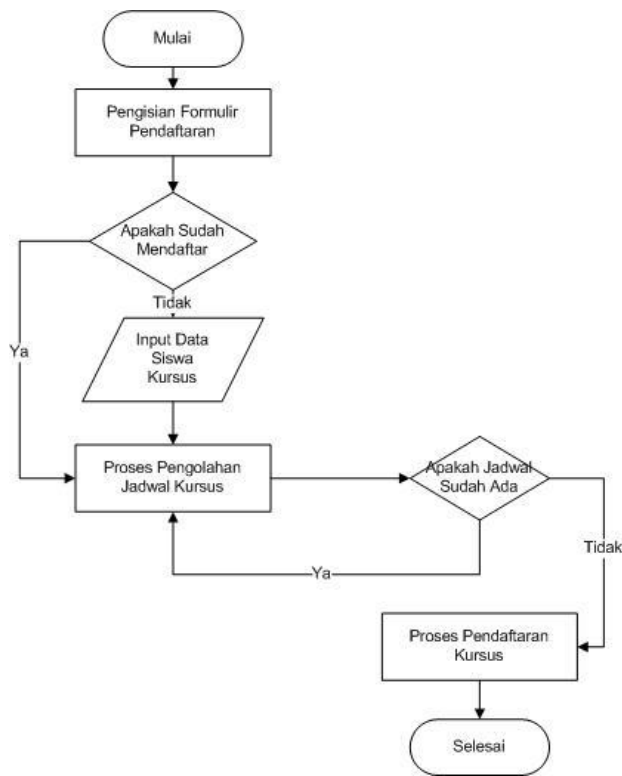 Mulai
Pengisian Formulir
Pendaftaran
Apakah Sudah
Mendaftar
Tidak
Ya
Input Data
Siswa
Kursus
Proses Pengolahan
Jadwal Kursus
Apakah Jadwal
Sudah Ada
Ya
Tidak
Proses Pendaftaran
Kursus
Selesai